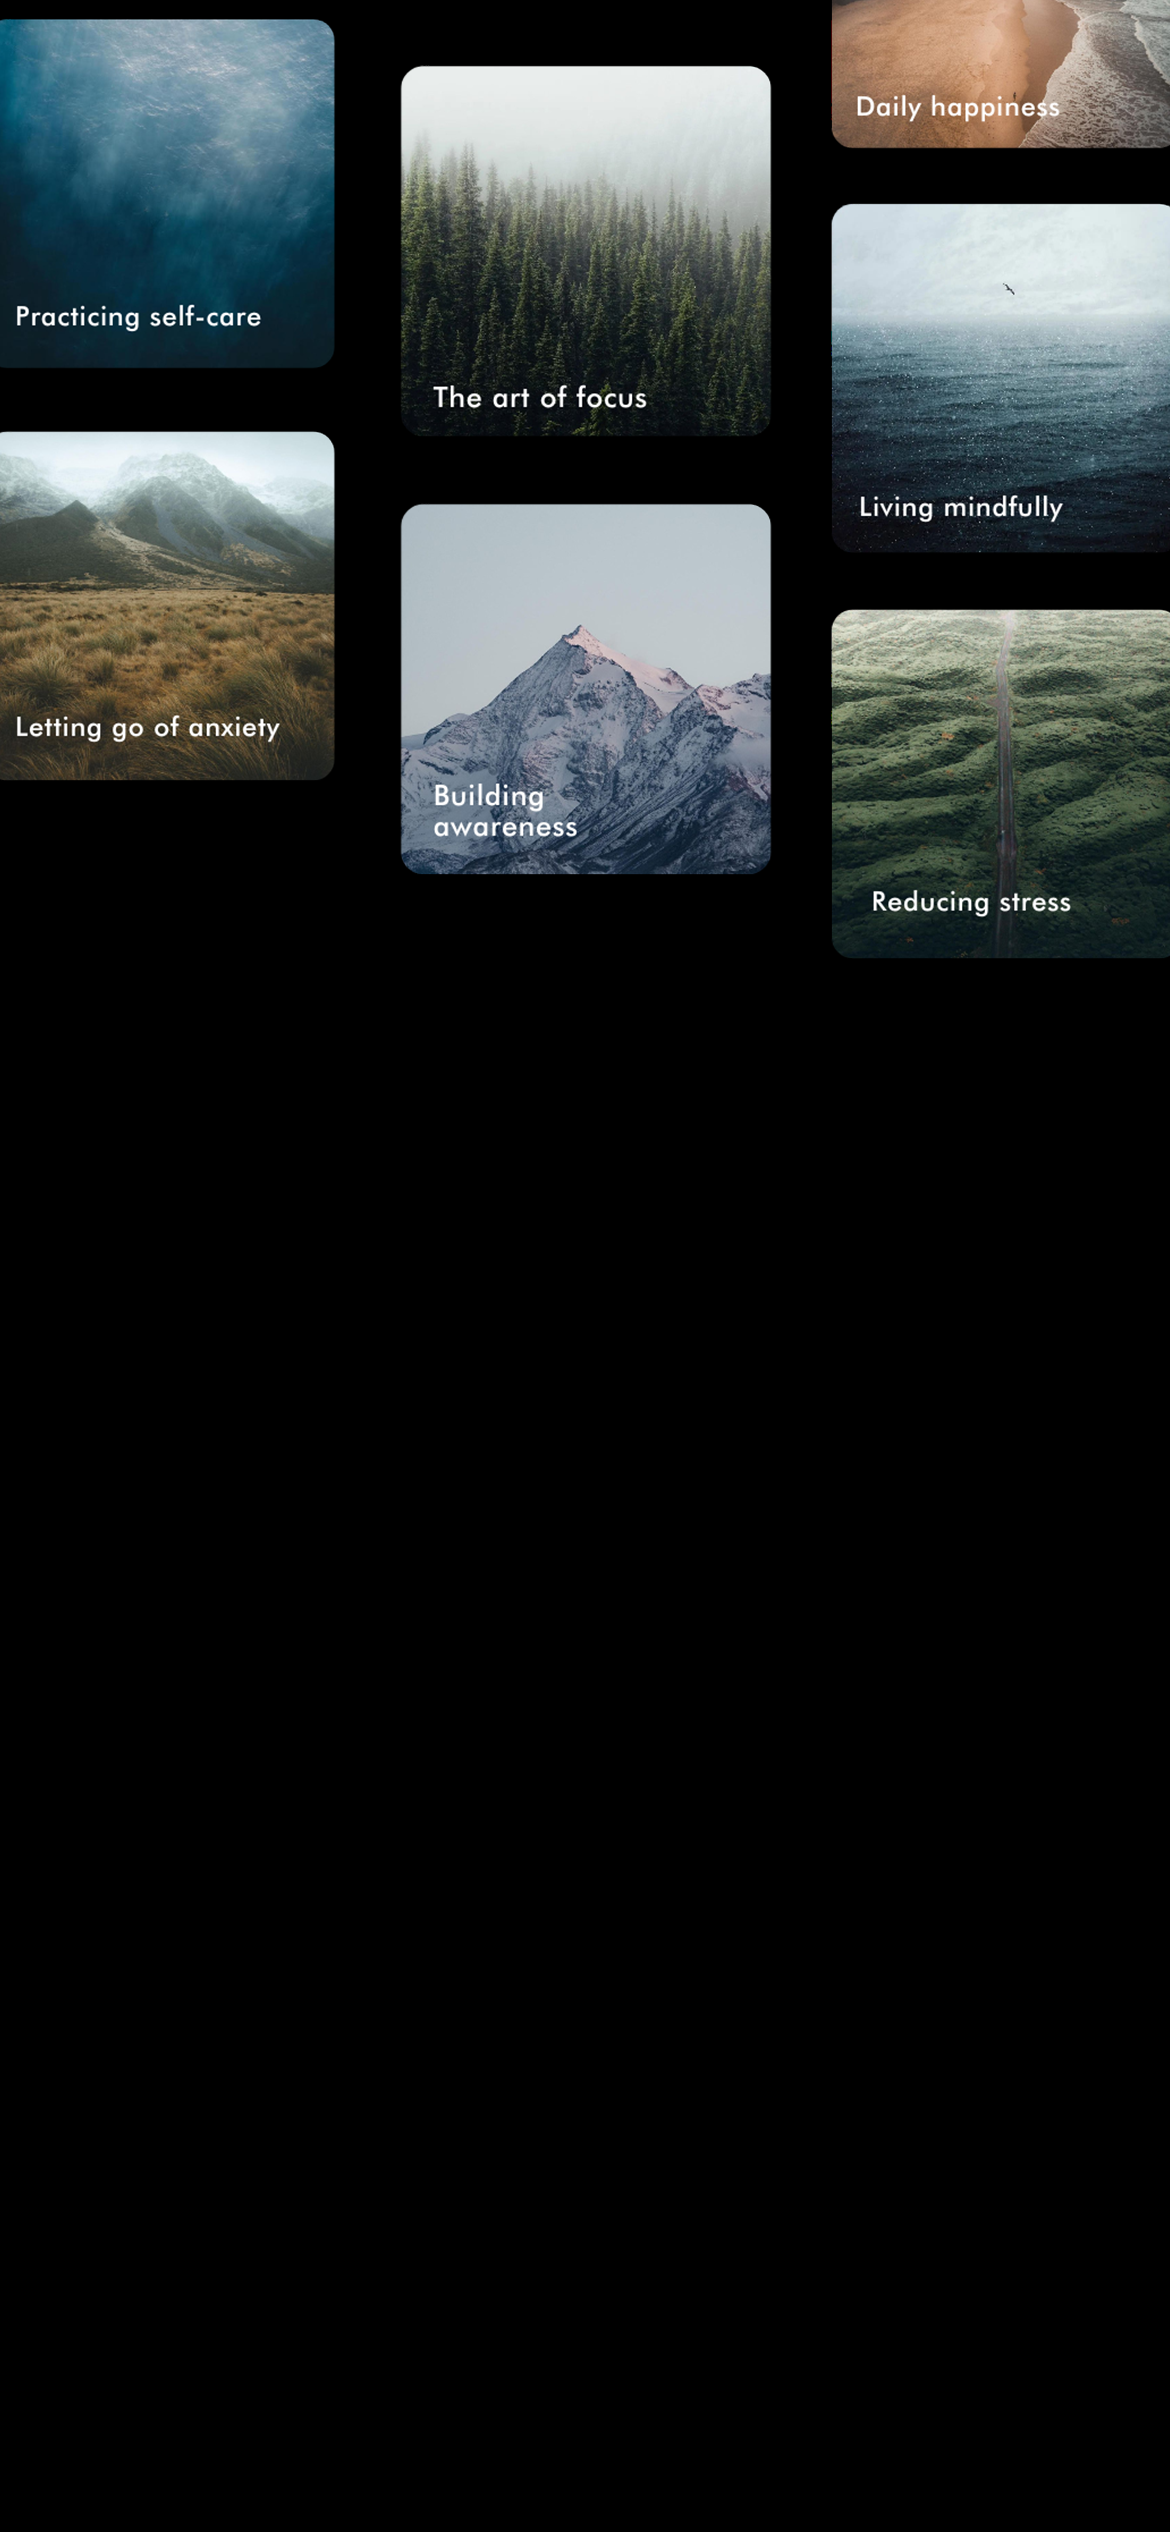 Daily happiness
Practicing self-care
The art of focus
Living mindfully
Letting go of anxiety
Building
awareness
Reducing stress